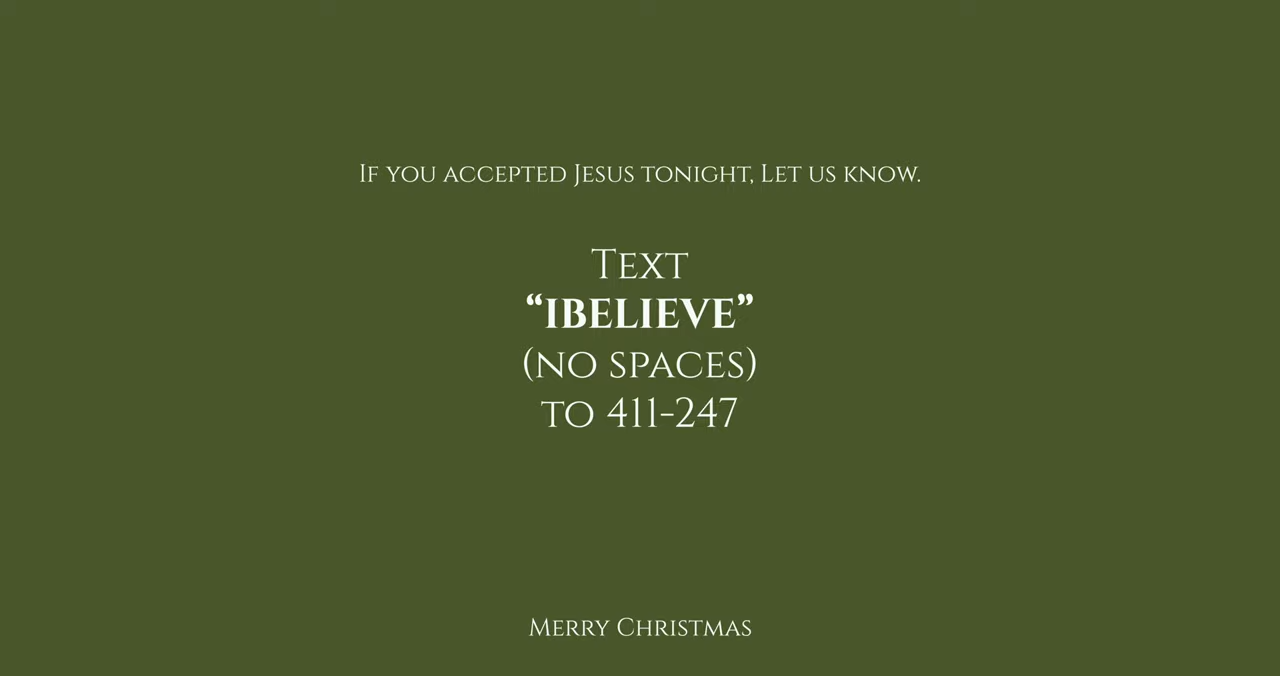 If you accepted Jesus tonight, Let us know.
Text
“IBELIEVE”
(no spaces)
to 411-247
Merry Christmas